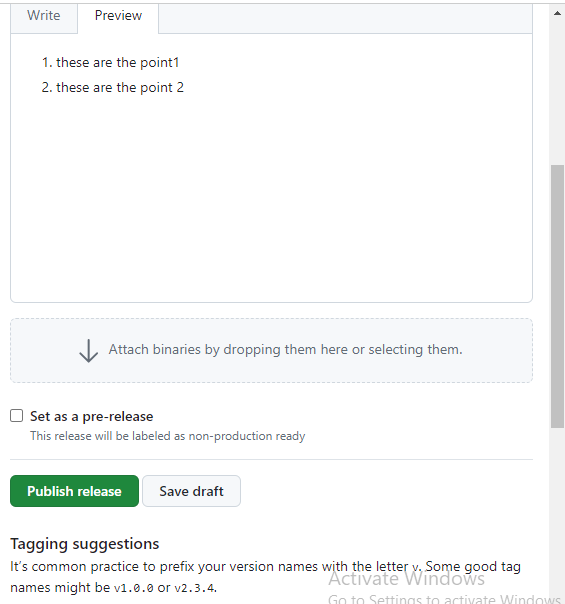 Write Preview
1. these are the point1
2. these are the point 2
Attach binaries by dropping them here or selecting them.
Set as a pre-release
This release will be labeled as non-production ready
Publish release Save draft
Tagging suggestions
It's common practice to prefix your version names with the letter v. Some good tag
names might be v1.0.0 or v2.3.4.
Activate Windows
Go to Settings to activate Windows